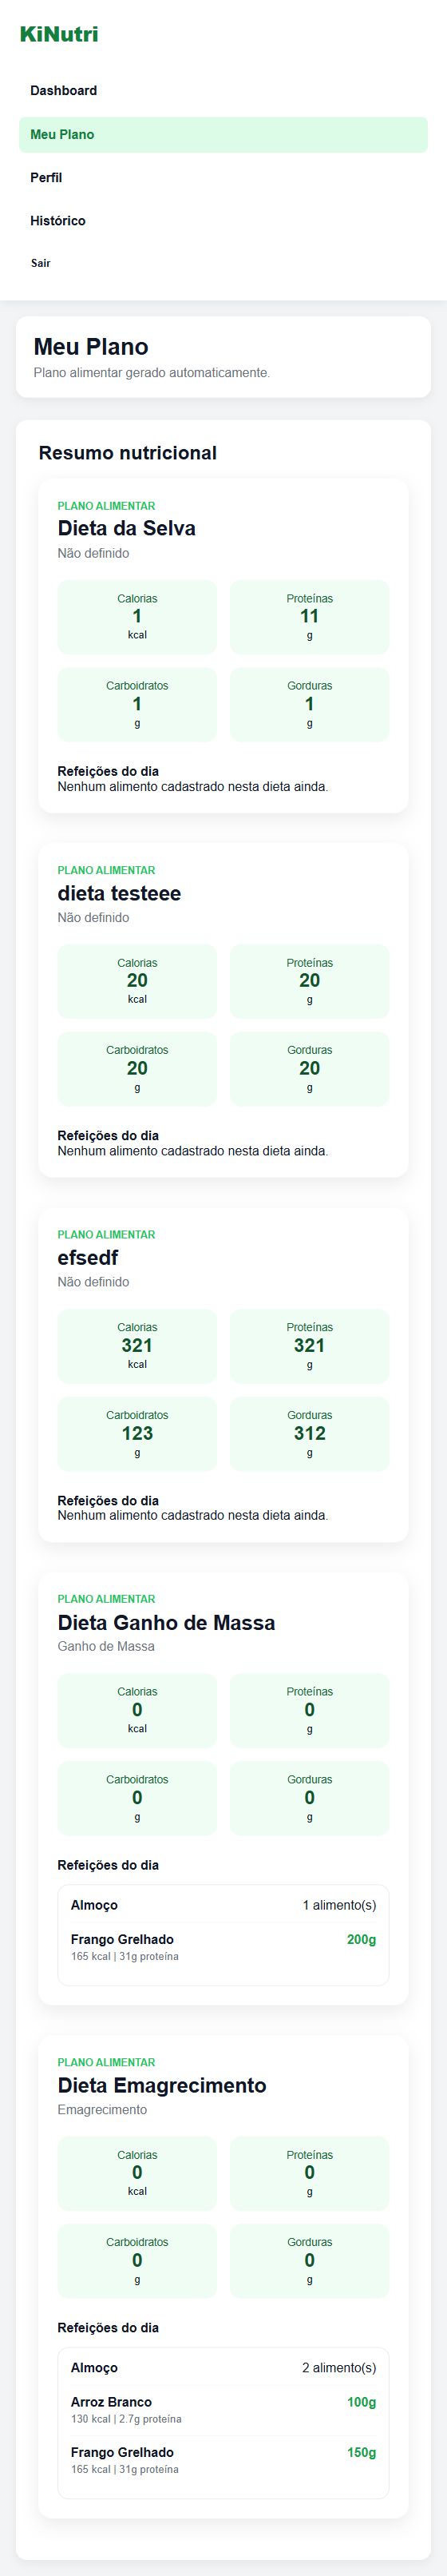 KiNutri
Dashboard
Meu Plano
Perfil
Histórico
Sair
Meu Plano
Plano alimentar gerado automaticamente.
Resumo nutricional
PLANO ALIMENTAR
Dieta da Selva
Não definido
Calorias
1
kcal
Proteínas
11
g
Carboidratos
1
g
Gorduras
1
g
Refeições do dia
Nenhum alimento cadastrado nesta dieta ainda.
PLANO ALIMENTAR
dieta testeee
Não definido
Calorias
20
kcal
Proteínas
20
g
Carboidratos
20
g
Gorduras
20
g
Refeições do dia
Nenhum alimento cadastrado nesta dieta ainda.
PLANO ALIMENTAR
efsedf
Não definido
Calorias
321
kcal
Proteínas
321
g
Carboidratos
123
g
Gorduras
312
g
Refeições do dia
Nenhum alimento cadastrado nesta dieta ainda.
PLANO ALIMENTAR
Dieta Ganho de Massa
Ganho de Massa
Calorias
0
kcal
Proteínas
0
g
Carboidratos
0
g
Gorduras
0
g
Refeições do dia
Almoço 1 alimento(s)
Frango Grelhado 200g
165 kcal | 31g proteína
PLANO ALIMENTAR
Dieta Emagrecimento
Emagrecimento
Calorias
0
kcal
Proteínas
0
g
Carboidratos
0
g
Gorduras
0
g
Refeições do dia
Almoço 2 alimento(s)
Arroz Branco 100g
130 kcal | 2.7g proteína
Frango Grelhado 150g
165 kcal | 31g proteína